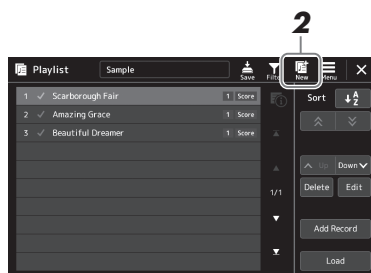 2
Playlist Sample Save Filter New Menu
1 Scarborough Fair 1 Score Sort
2 Amazing Grace 1 Score
3 Beautiful Dreamer 1 Score
Up Down
1/1 Delete Edit
Add Record
Load